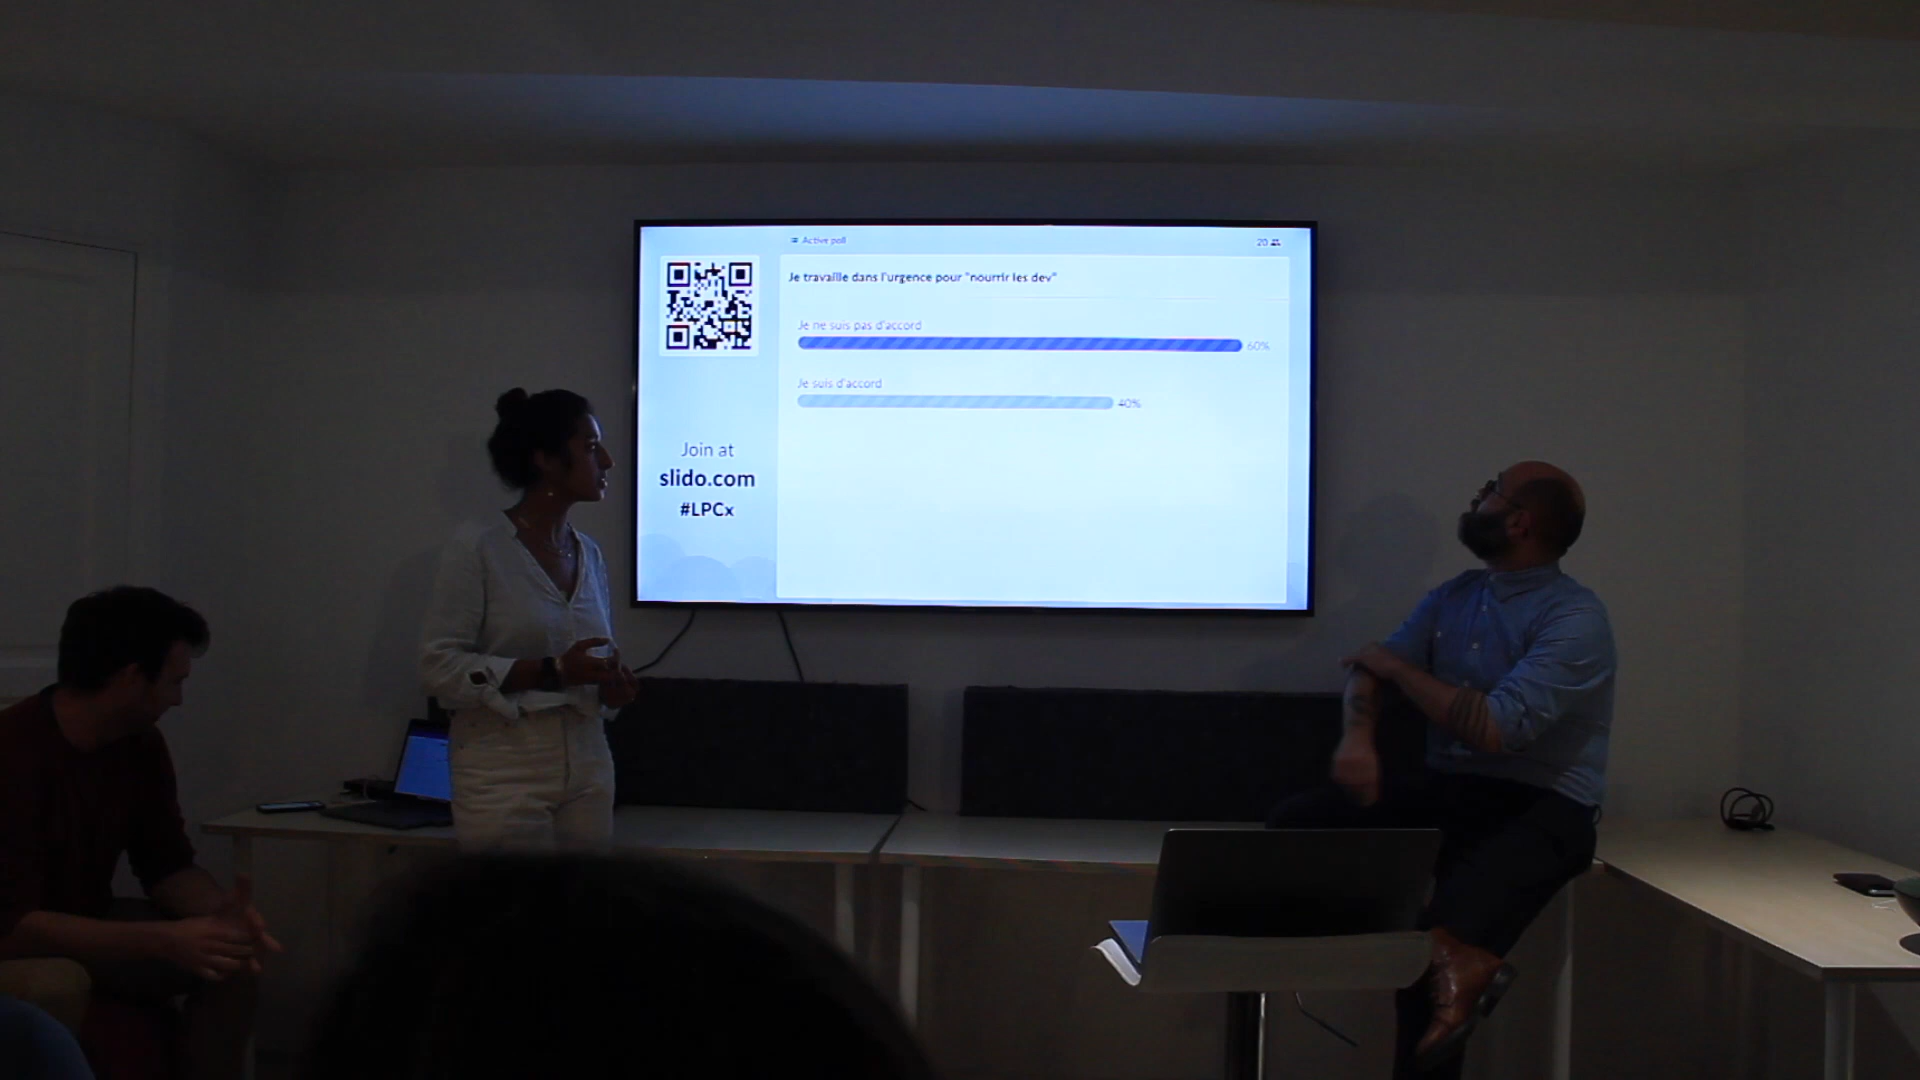 Active poll
20
Je travaille dans l'urgence pour "nourrir les dev"
Je ne suis pas d'accord
60%
Je suis d'accord
40%
Join at
slido.com
#LPCx